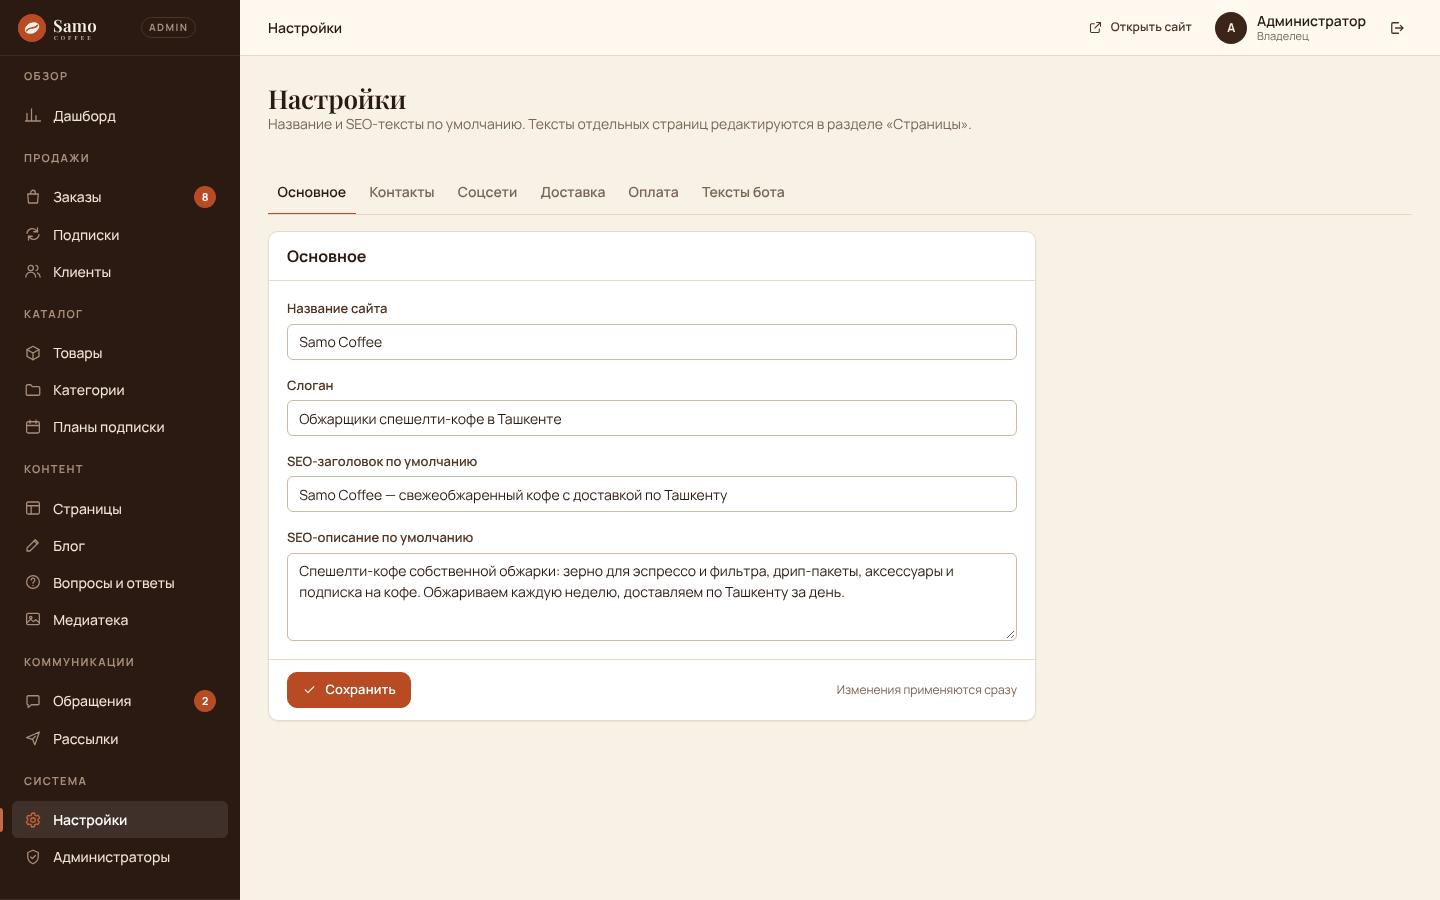 Samo
COFFEE
ADMIN
ОБЗОР
Дашборд
ПРОДАЖИ
Заказы 8
Подписки
Клиенты
КАТАЛОГ
Товары
Категории
Планы подписки
КОНТЕНТ
Страницы
Блог
Вопросы и ответы
Медиатека
КОММУНИКАЦИИ
Обращения 2
Рассылки
СИСТЕМА
Настройки
Администраторы
Настройки
Открыть сайт
А
Администратор
Владелец
Настройки
Название и SEO-тексты по умолчанию. Тексты отдельных страниц редактируются в разделе «Страницы».
Основное Контакты Соцсети Доставка Оплата Тексты бота
Основное
Название сайта
Samo Coffee
Слоган
Обжарщики спешелти-кофе в Ташкенте
SEO-заголовок по умолчанию
Samo Coffee — свежеобжаренный кофе с доставкой по Ташкенту
SEO-описание по умолчанию
Спешелти-кофе собственной обжарки: зерно для эспрессо и фильтра, дрип-пакеты, аксессуары и
подписка на кофе. Обжариваем каждую неделю, доставляем по Ташкенту за день.
Сохранить
Изменения применяются сразу